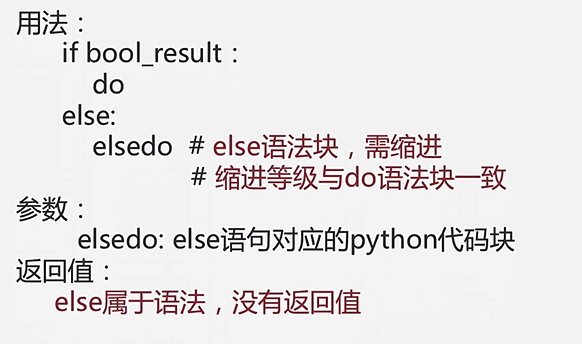 用法：
if bool_result：
do
else:
elsedo # else语法块，需缩进
# 缩进等级与do语法块一致
参数：
elsedo: else语句对应的python代码块
返回值：
else属于语法，没有返回值